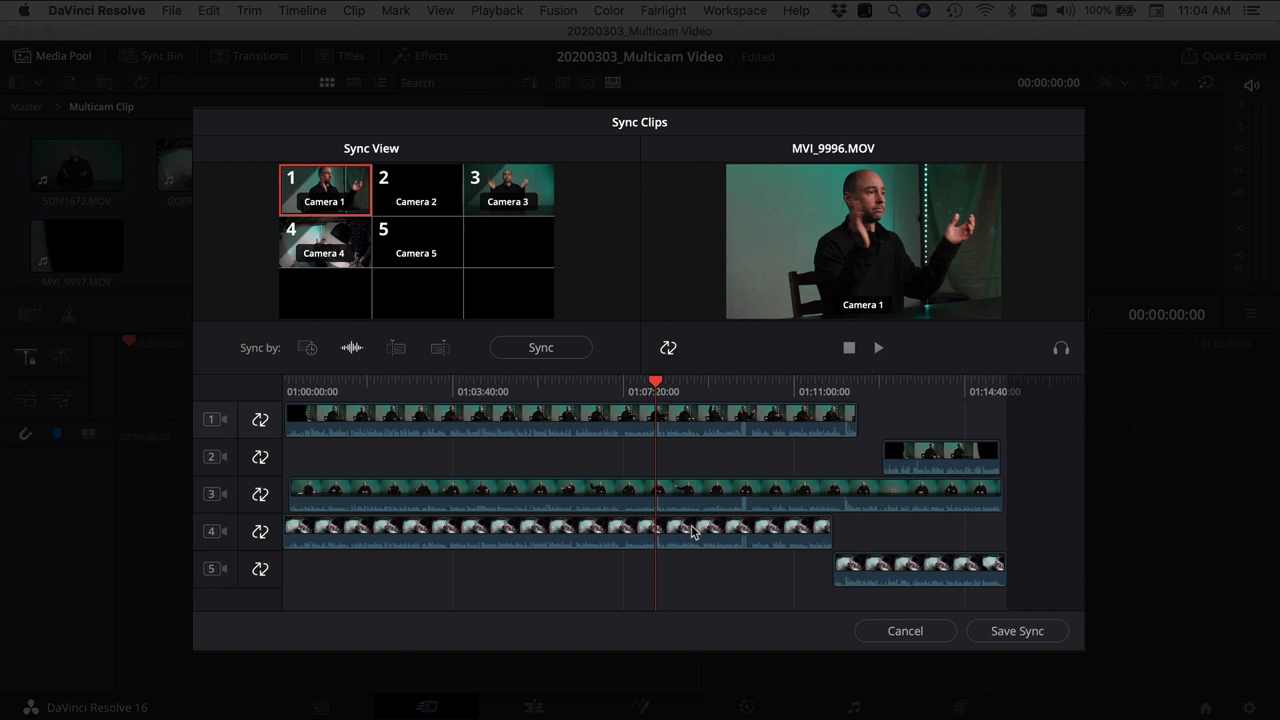 DaVinci Resolve File Edit Trim Timeline Clip Mark View Playback Fusion Color Fairlight Workspace Help 100% 11:04 AM
20200303_Multicam Video
Media Pool Sync Bin Transitions Titles Effects 20200303_Multicam Video Edited Quick Export
Search 00:00:00;00
Master > Multicam Clip
Sync Clips
Sync View MVI_9996.MOV
1 Camera 1 2 Camera 2 3 Camera 3
4 Camera 4 5 Camera 5
Camera 1
SDIV1672.MOV
MVI_9997.MOV
00:00:00:00
Sync by: Sync
01:00:00:00 01:03:40:00 01:07:20:00 01:11:00:00 01:14:40:00
1
2
3
4
5
Cancel Save Sync
DaVinci Resolve 16